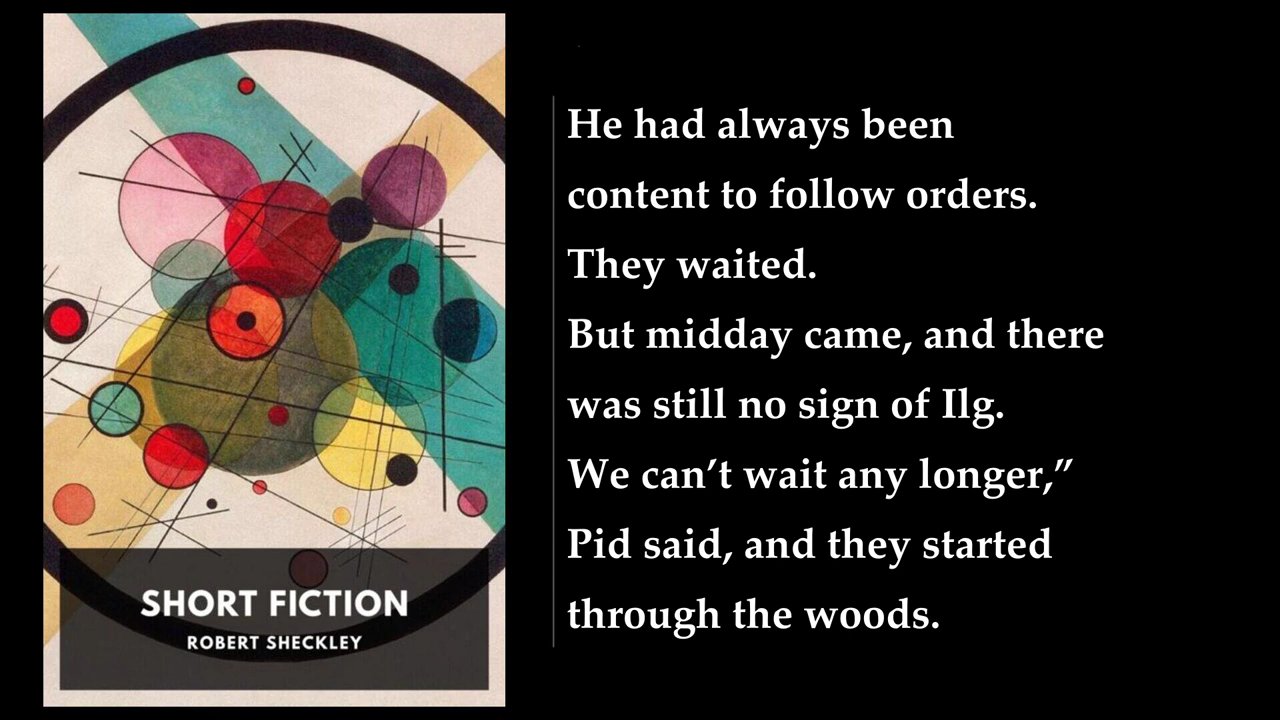 SHORT FICTION
ROBERT SHECKLEY
He had always been
content to follow orders.
They waited.
But midday came, and there
was still no sign of Ilg.
We can’t wait any longer,”
Pid said, and they started
through the woods.